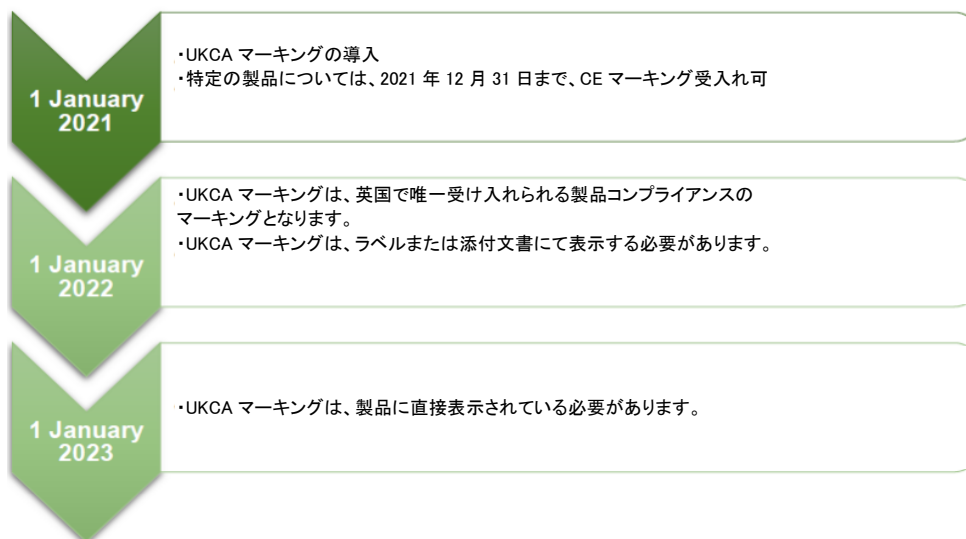 1 January
2021
・UKCA マーキングの導入
・特定の製品については、2021 年 12 月 31 日まで、CE マーキング受入れ可
1 January
2022
・UKCA マーキングは、英国で唯一受け入れられる製品コンプライアンスの
マーキングとなります。
・UKCA マーキングは、ラベルまたは添付文書にて表示する必要があります。
1 January
2023
・UKCA マーキングは、製品に直接表示されている必要があります。